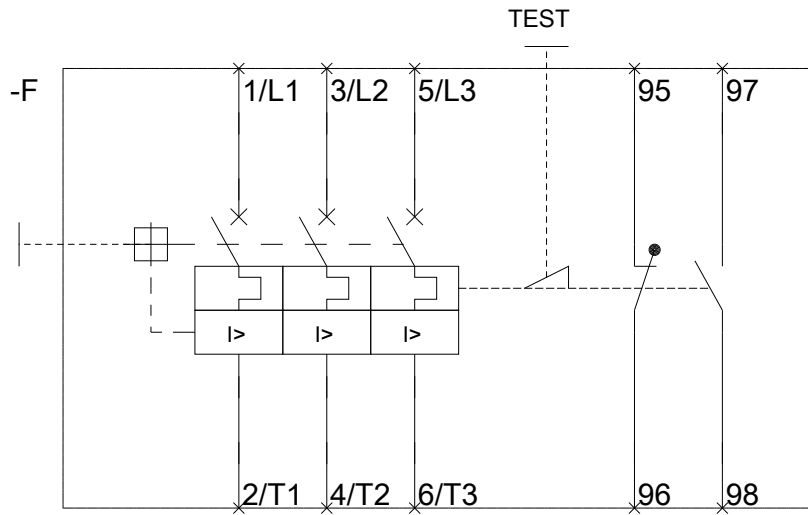 TEST
-F 1/L1 3/L2 5/L3 95 97
I> I> I>
2/T1 4/T2 6/T3 96 98